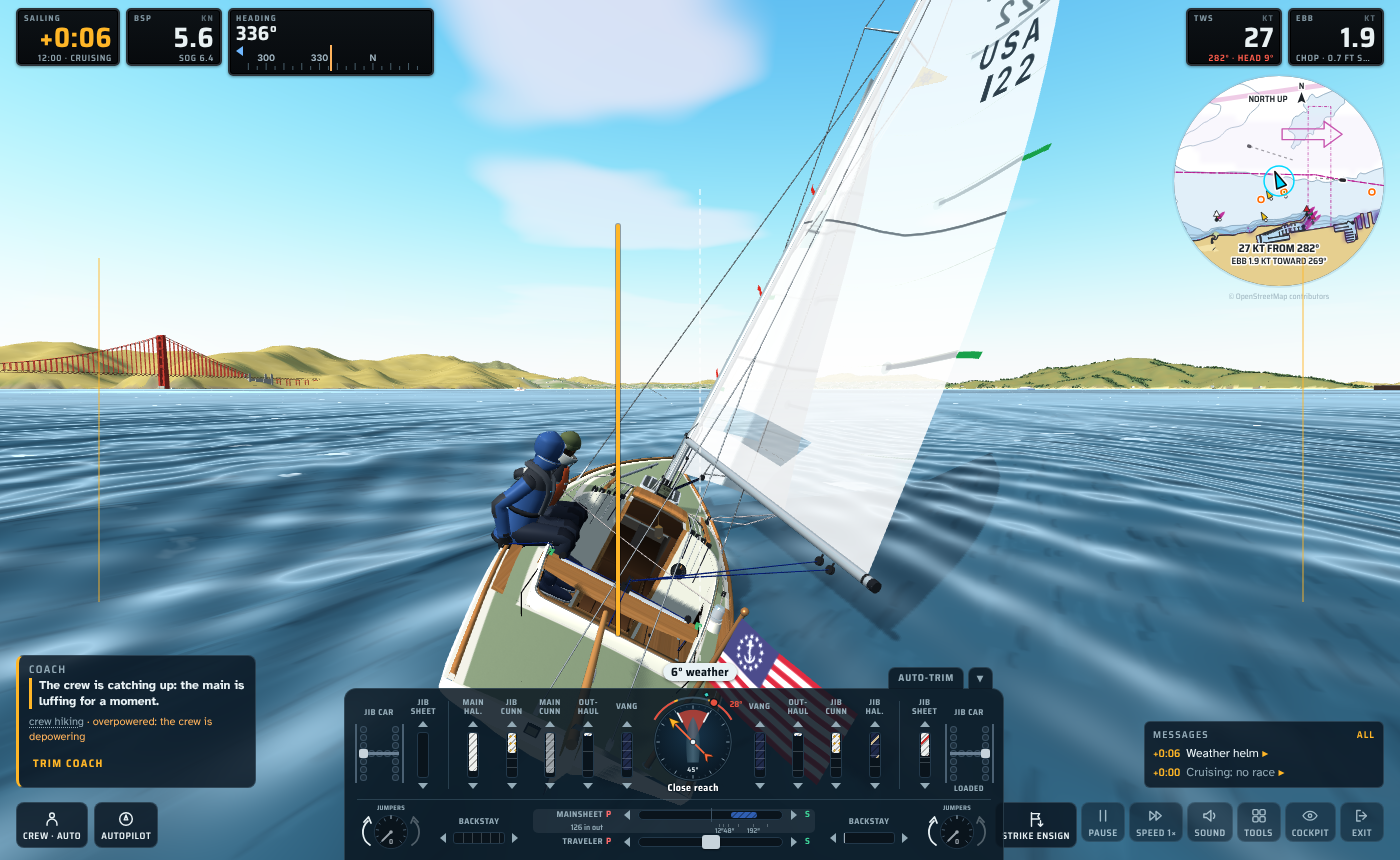 SAILING
+0:06
12:00 · CRUISING
BSP KN
5.6
SOG 6.4
HEADING
336°
300 330 N
USA
122
TWS KT
27
282° · HEAD 9°
EBB KT
1.9
CHOP · 0.7 FT S...
NORTH UP
N
27 KT FROM 282°
EBB 1.9 KT TOWARD 269°
© OpenStreetMap contributors
COACH
The crew is catching up: the main is
luffing for a moment.
crew hiking · overpowered: the crew is
depowering
TRIM COACH
CREW · AUTO
AUTOPILOT
6° weather
AUTO-TRIM
▼
JIB CAR
JIB SHEET
MAIN HAL.
JIB CUNN
MAIN CUNN
OUT-HAUL
VANG
28°
45°
Close reach
VANG
OUT-HAUL
JIB CUNN
JIB HAL.
JIB SHEET
JIB CAR
LOADED
JUMPERS
0
BACKSTAY
MAINSHEET P
S
126 in out
12°48° 192°
TRAVELER P
S
BACKSTAY
JUMPERS
0
MESSAGES ALL
+0:06 Weather helm ▸
+0:00 Cruising: no race ▸
STRIKE ENSIGN
PAUSE
SPEED 1×
SOUND
TOOLS
COCKPIT
EXIT